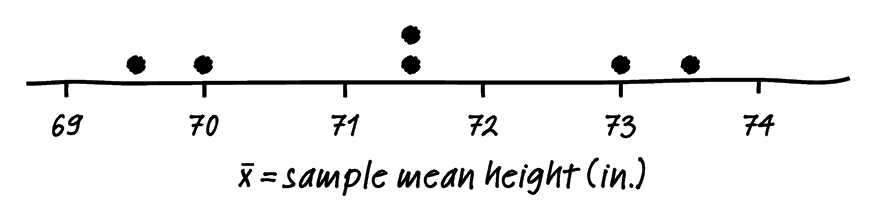 69 70 71 72 73 74
x̄ = sample mean height (in.)